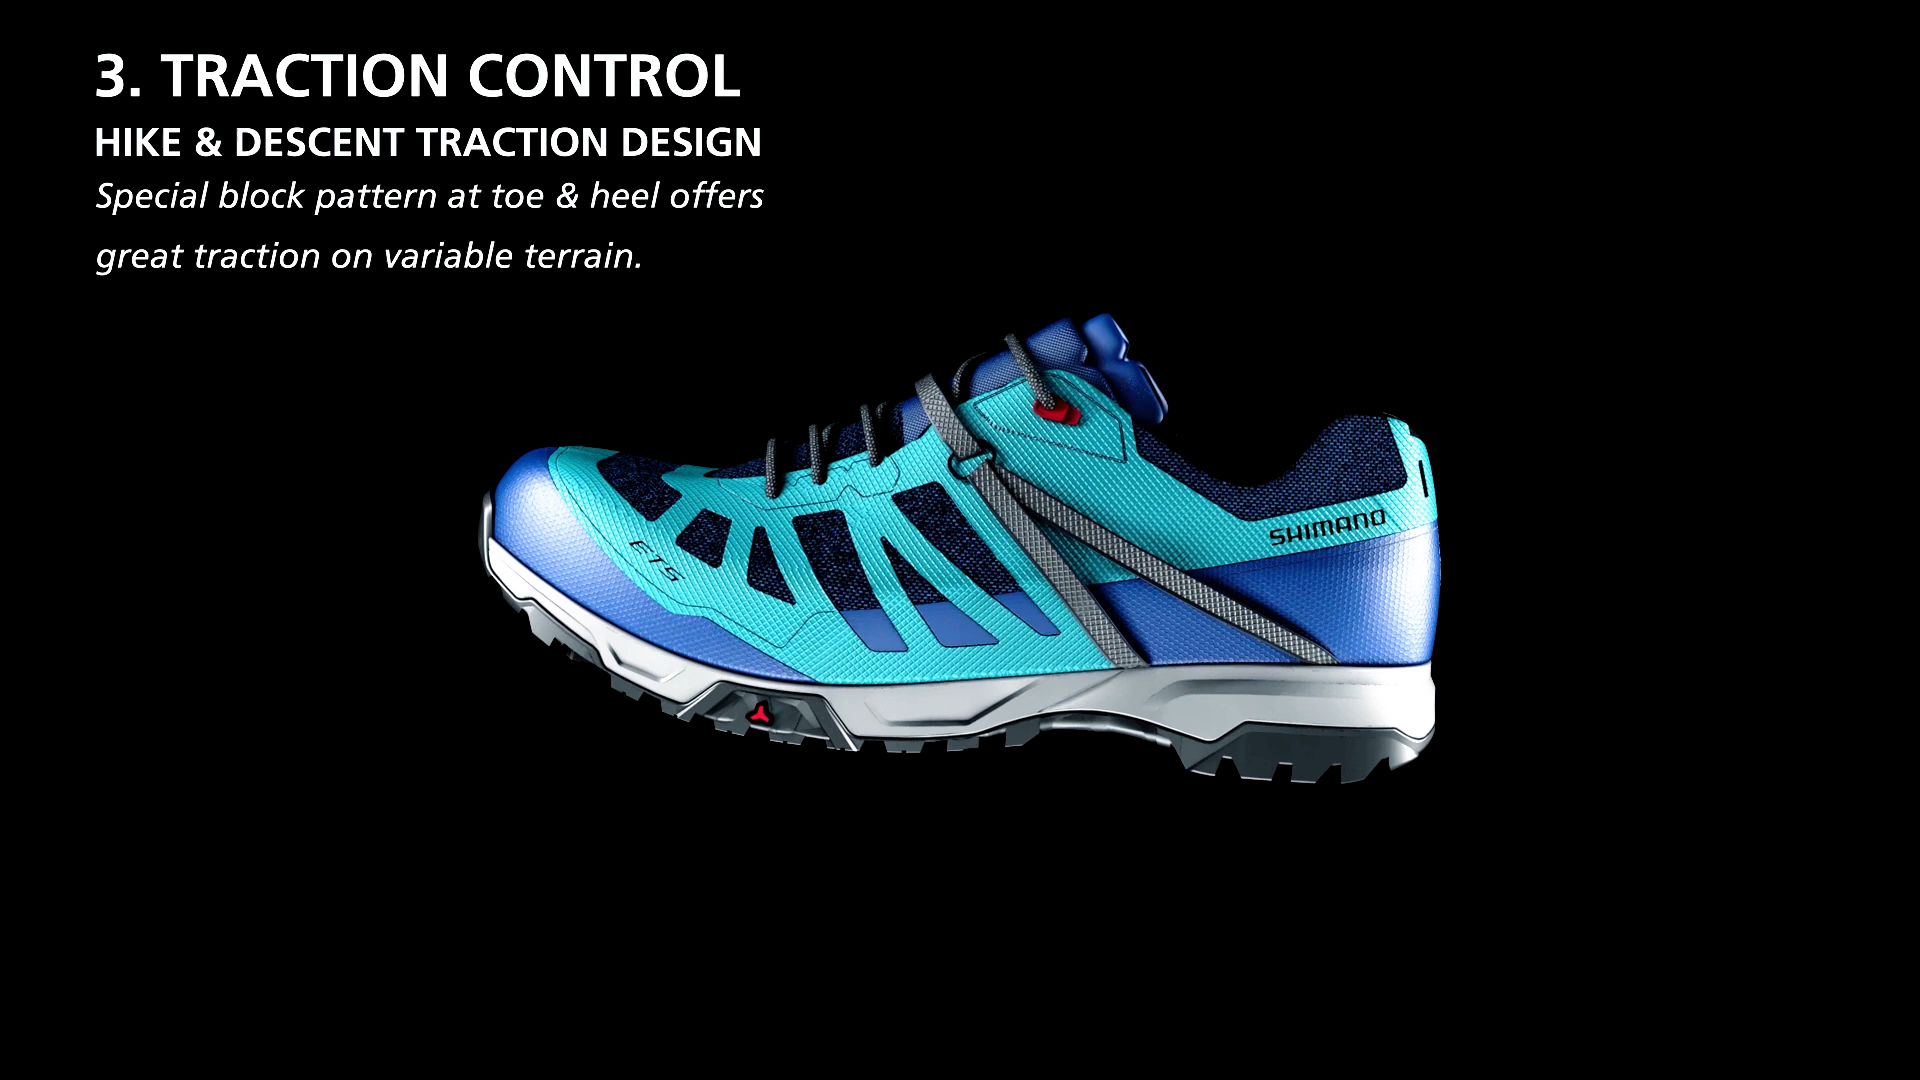 3. TRACTION CONTROL
HIKE & DESCENT TRACTION DESIGN
Special block pattern at toe & heel offers
great traction on variable terrain.
SHIMANO
ETS